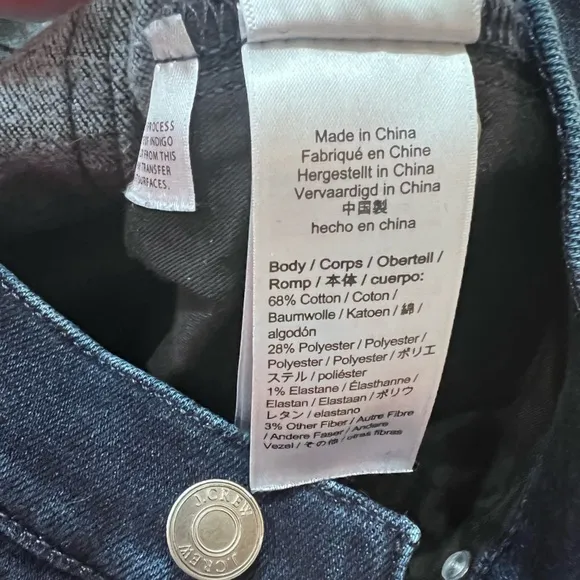 PROCESS
OF INDIGO
FROM THIS
TRANSFER
SURFACES.
Made in China
Fabriqué en Chine
Hergestellt in China
Vervaardigd in China
中国製
hecho en china
Body / Corps / Oberteil /
Romp / 本体 / cuerpo:
68% Cotton / Coton /
Baumwolle / Katoen / 綿 /
algodón
28% Polyester / Polyester /
Polyester / Polyester / ポリエ
ステル / poliéster
1% Elastane / Élasthanne /
Elastan / Elastaan / ポリウ
レタン / elastano
3% Other Fiber / Autre Fibre
/ Andere Faser / Andere
Vezel / その他 / otras fibras
J.CREW
J.CREW